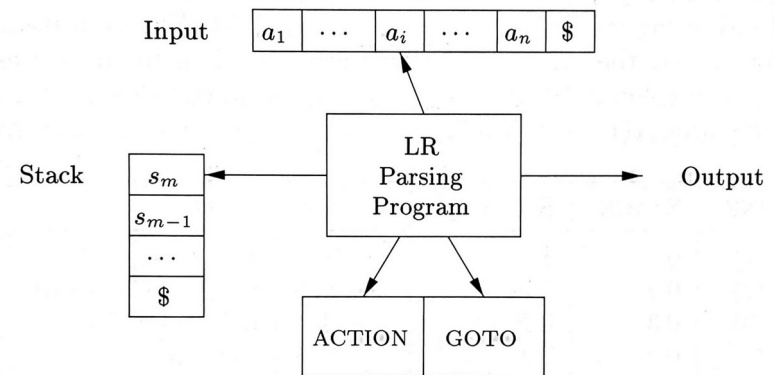 Input a₁ ⋯ aᵢ ⋯ aₙ $
LR
Parsing
Program
Stack sₘ
Output
sₘ₋₁
⋯
$
ACTION GOTO